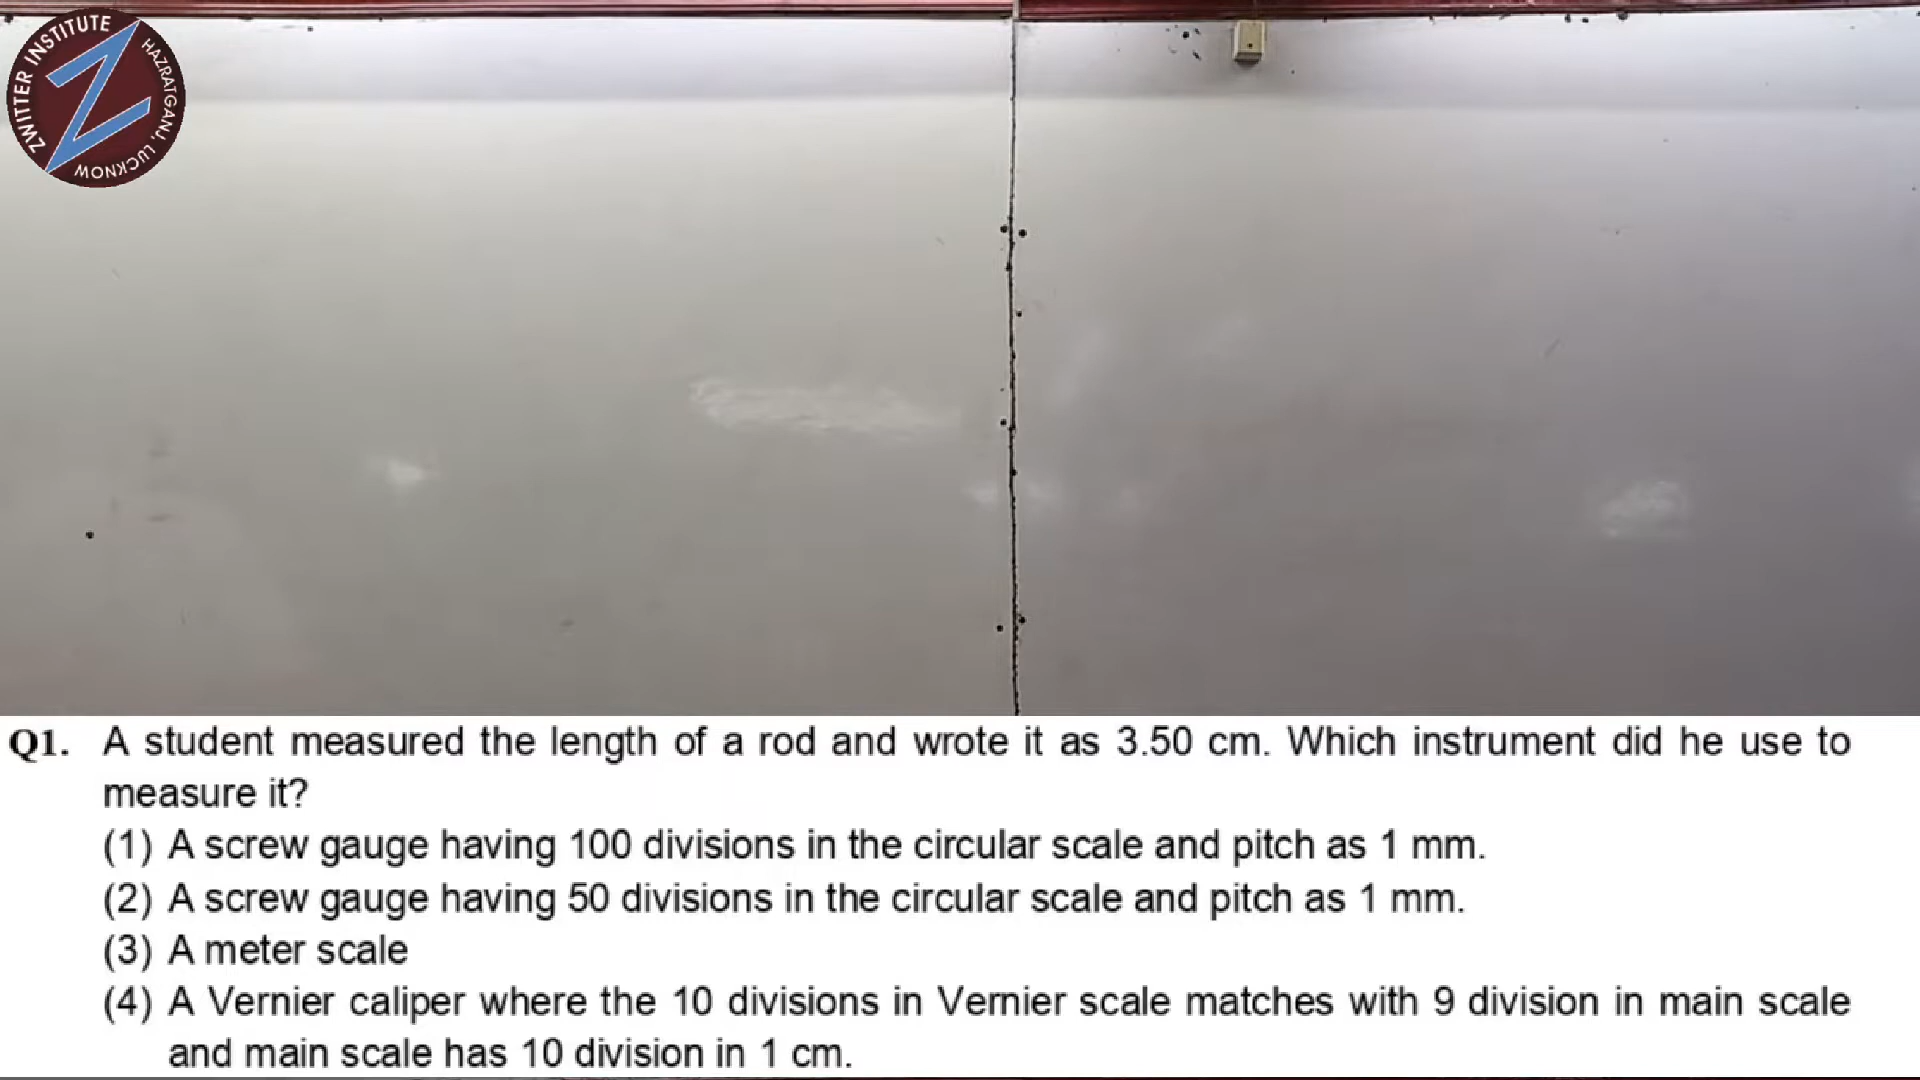 ZWITTER INSTITUTE
HAZRATGANJ, LUCKNOW
Q1. A student measured the length of a rod and wrote it as 3.50 cm. Which instrument did he use to
measure it?
(1) A screw gauge having 100 divisions in the circular scale and pitch as 1 mm.
(2) A screw gauge having 50 divisions in the circular scale and pitch as 1 mm.
(3) A meter scale
(4) A Vernier caliper where the 10 divisions in Vernier scale matches with 9 division in main scale
and main scale has 10 division in 1 cm.